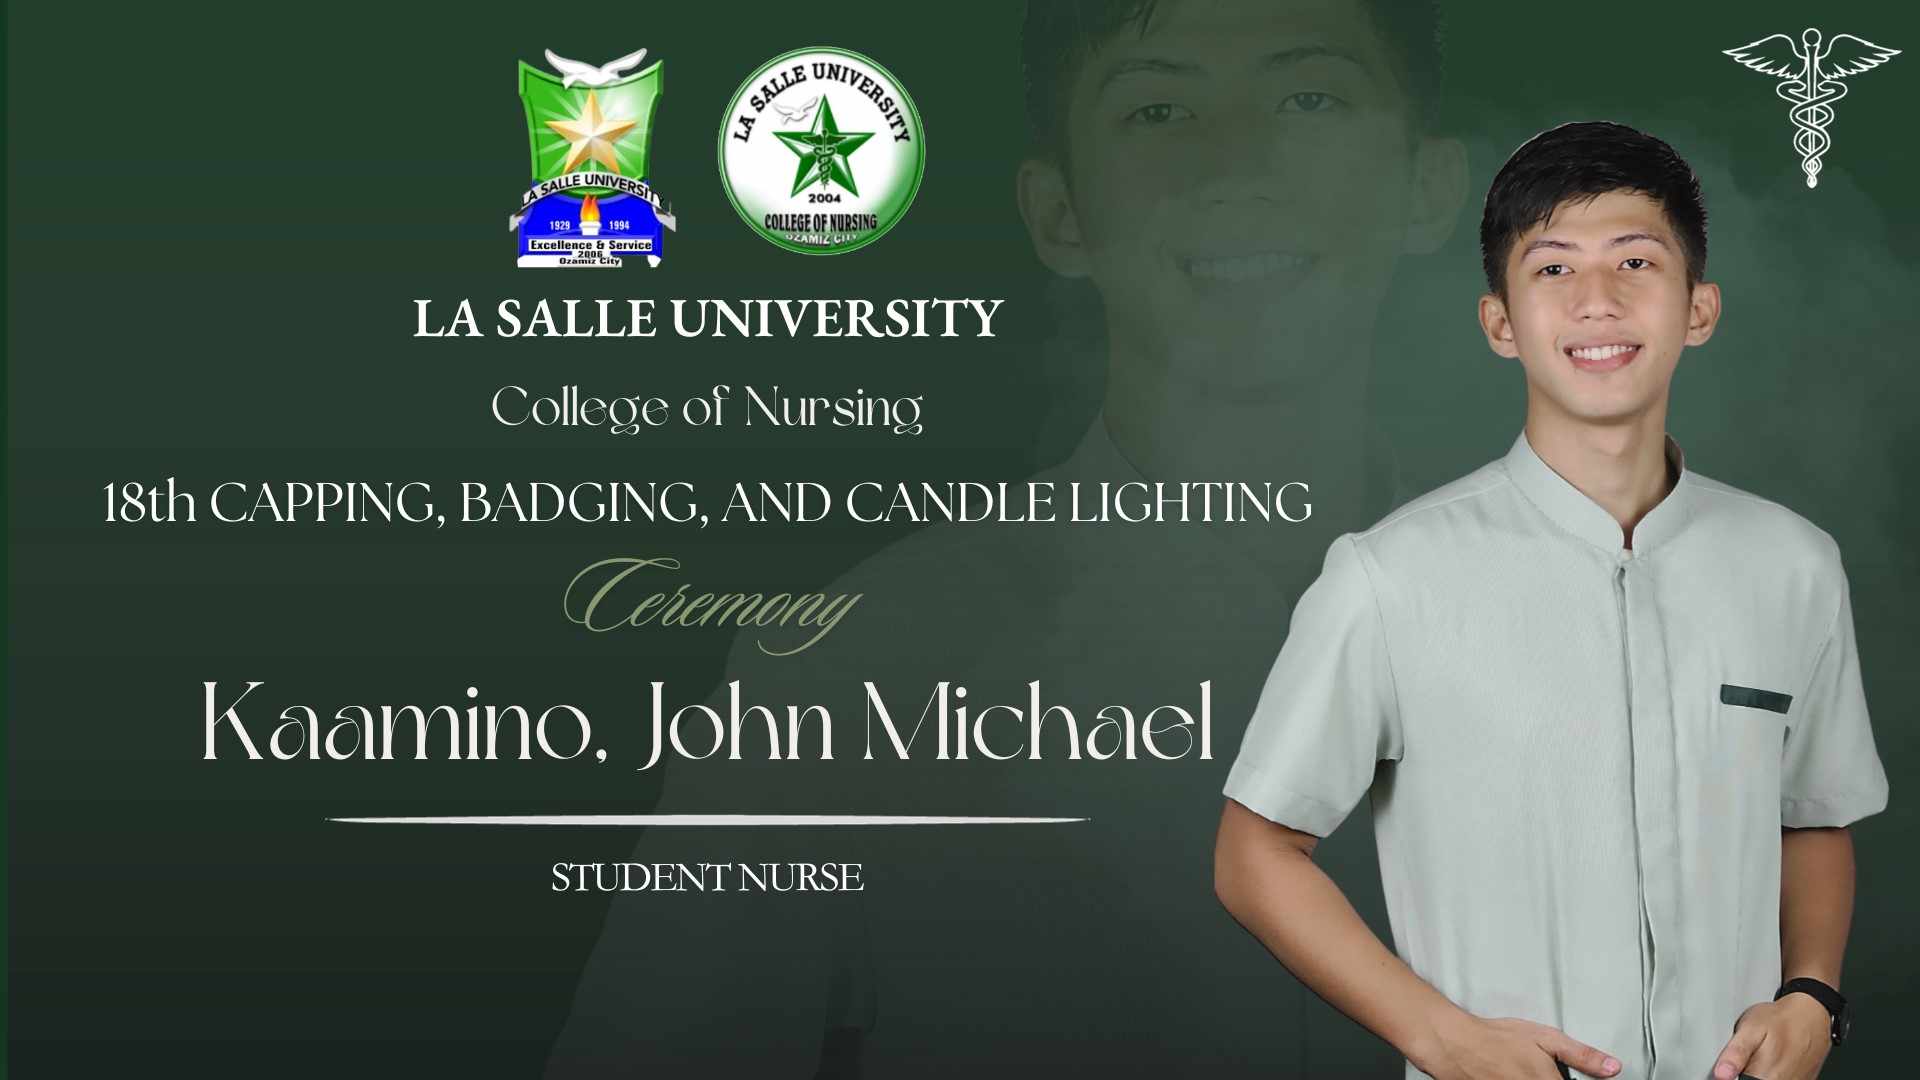 LA SALLE UNIVERSITY
1929 1994
Excellence & Service
2006
Ozamiz City
LA SALLE UNIVERSITY
2004
COLLEGE OF NURSING
OZAMIZ CITY
LA SALLE UNIVERSITY
College of Nursing
18th CAPPING, BADGING, AND CANDLE LIGHTING
Ceremony
Kaamino, John Michael
STUDENT NURSE